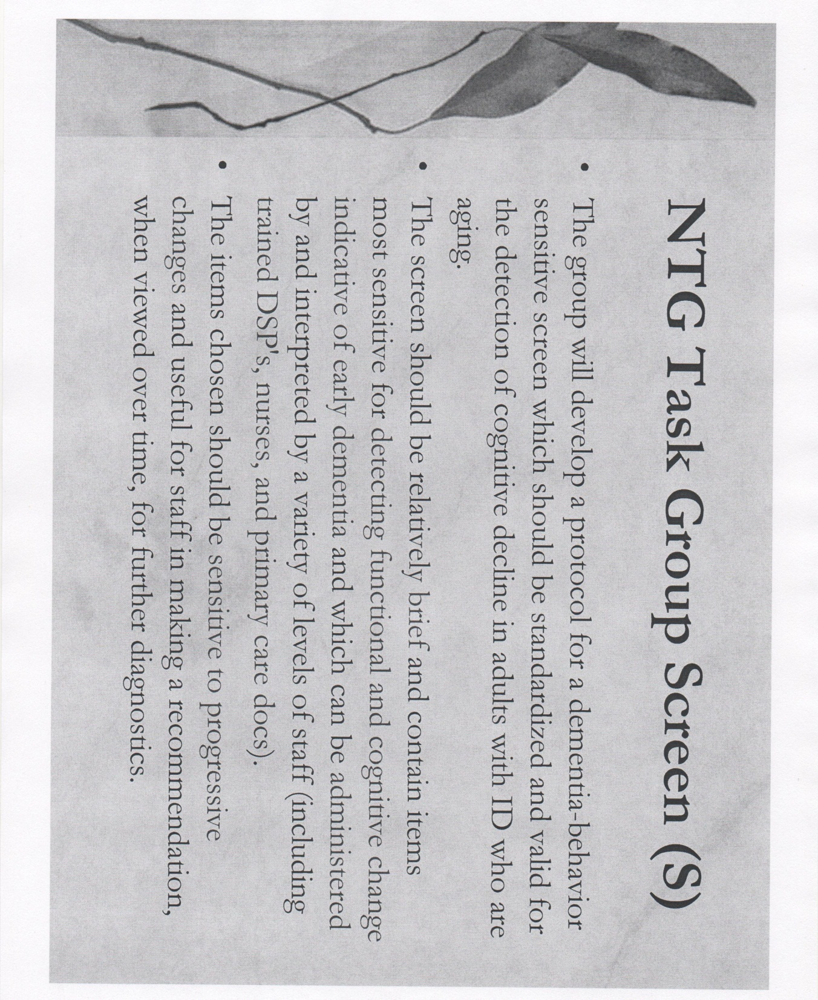 NTG Task Group Screen (S)
• The group will develop a protocol for a dementia-behavior
sensitive screen which should be standardized and valid for
the detection of cognitive decline in adults with ID who are
aging.
• The screen should be relatively brief and contain items
most sensitive for detecting functional and cognitive change
indicative of early dementia and which can be administered
by and interpreted by a variety of levels of staff (including
trained DSP's, nurses, and primary care docs).
• The items chosen should be sensitive to progressive
changes and useful for staff in making a recommendation,
when viewed over time, for further diagnostics.